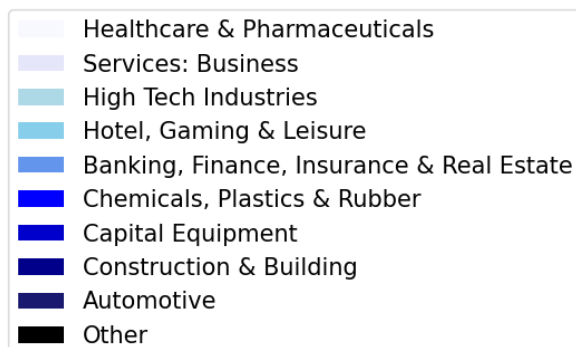 Healthcare & Pharmaceuticals
Services: Business
High Tech Industries
Hotel, Gaming & Leisure
Banking, Finance, Insurance & Real Estate
Chemicals, Plastics & Rubber
Capital Equipment
Construction & Building
Automotive
Other